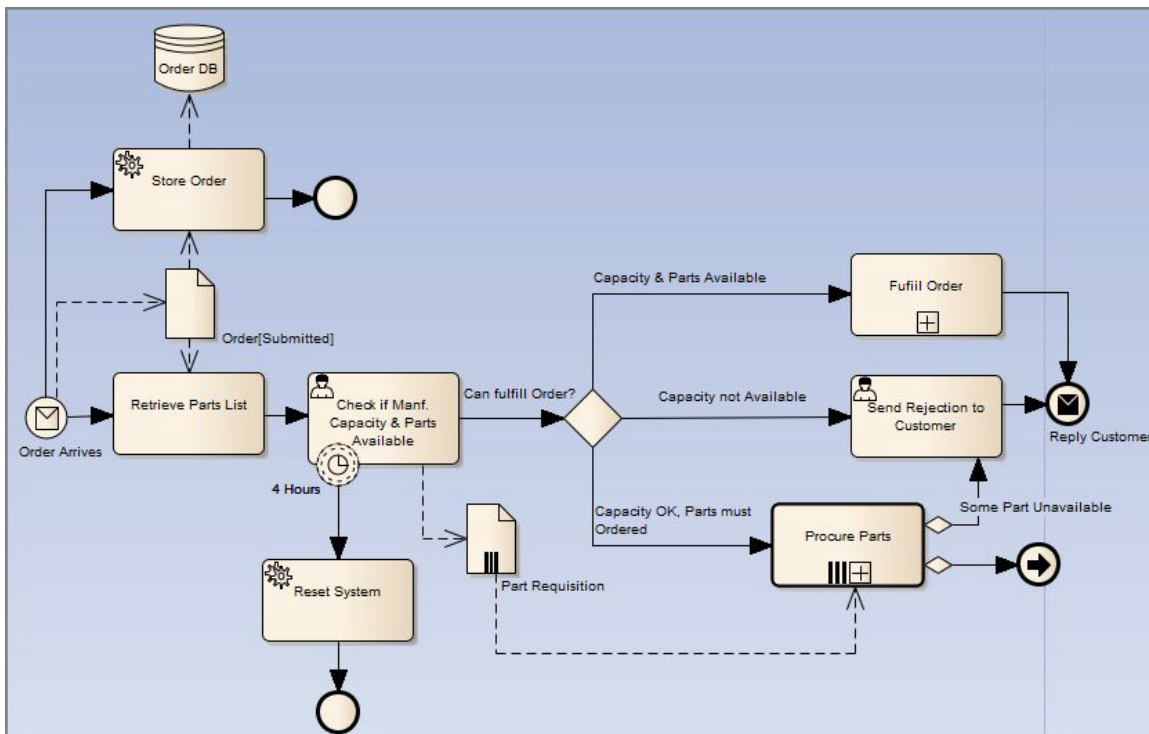 Order DB
Store Order
Order[Submitted]
Retrieve Parts List
Order Arrives
Check if Manf.
Capacity & Parts
Available
4 Hours
Reset System
Part Requisition
Can fulfill Order?
Capacity & Parts Available
Capacity not Available
Capacity OK, Parts must
Ordered
Fufiil Order
Send Rejection to
Customer
Reply Customer
Some Part Unavailable
Procure Parts